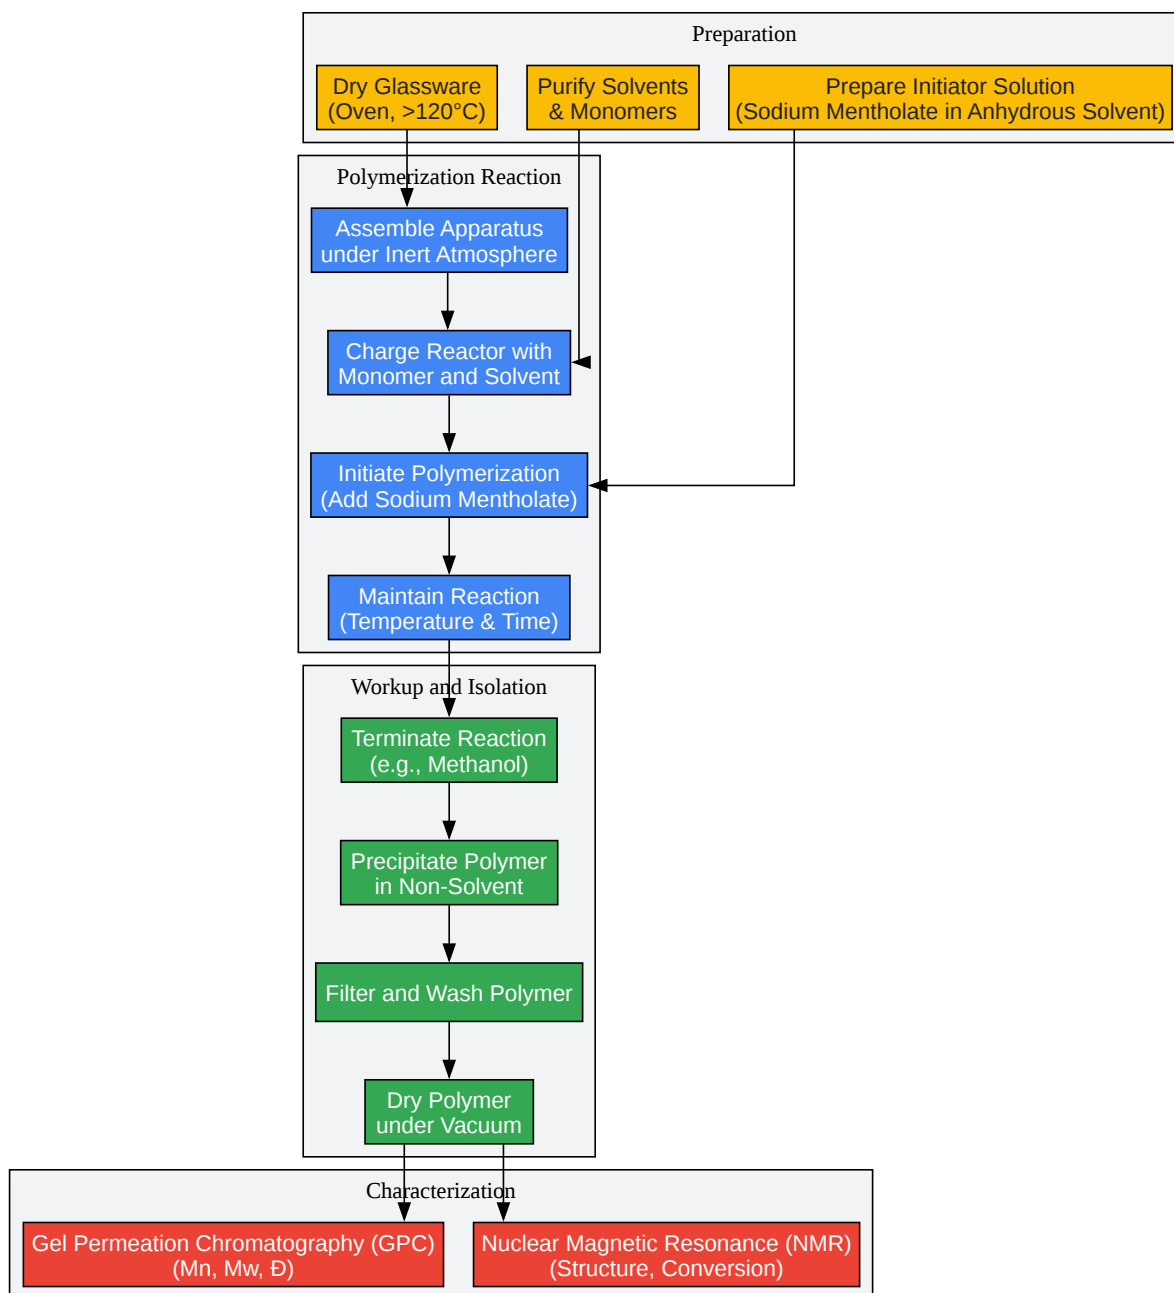 Preparation
Dry Glassware
(Oven, >120°C)
Purify Solvents
& Monomers
Prepare Initiator Solution
(Sodium Mentholate in Anhydrous Solvent)
Polymerization Reaction
Assemble Apparatus
under Inert Atmosphere
Charge Reactor with
Monomer and Solvent
Initiate Polymerization
(Add Sodium Mentholate)
Maintain Reaction
(Temperature & Time)
Workup and Isolation
Terminate Reaction
(e.g., Methanol)
Precipitate Polymer
in Non-Solvent
Filter and Wash Polymer
Dry Polymer
under Vacuum
Characterization
Gel Permeation Chromatography (GPC)
(Mn, Mw, Đ)
Nuclear Magnetic Resonance (NMR)
(Structure, Conversion)